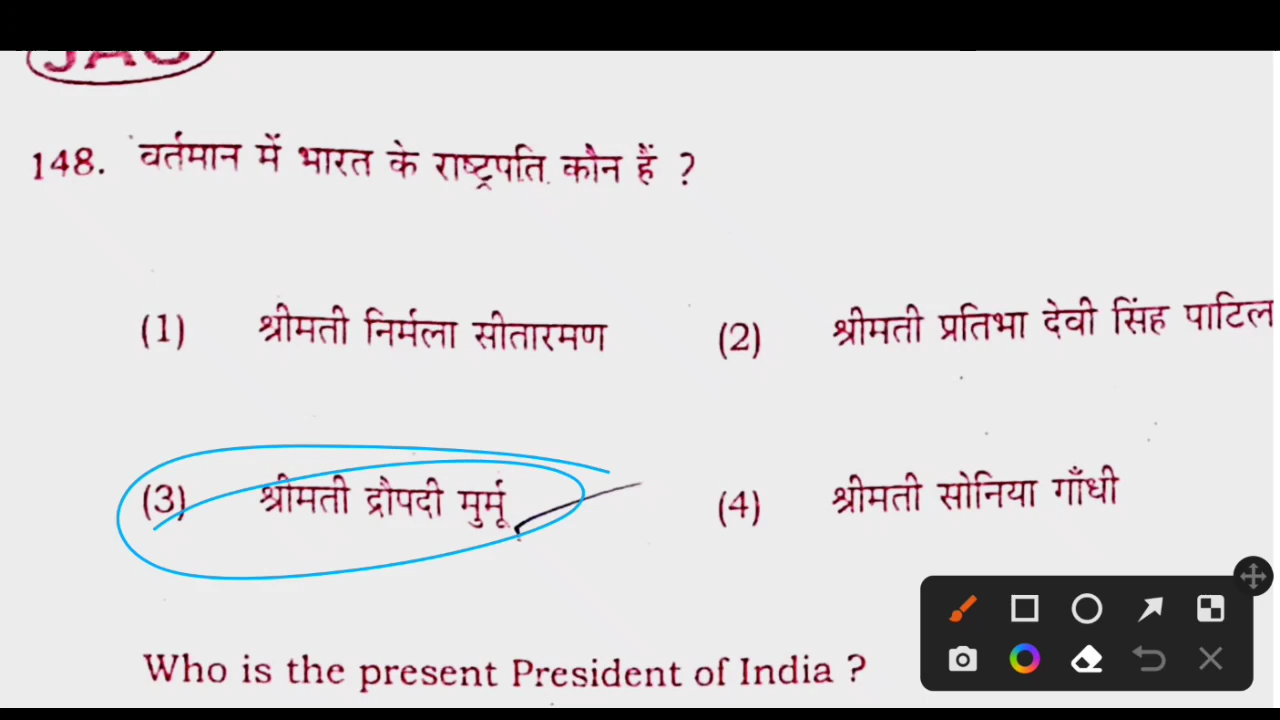 JAC
148. वर्तमान में भारत के राष्ट्रपति कौन हैं ?
(1) श्रीमती निर्मला सीतारमण (2) श्रीमती प्रतिभा देवी सिंह पाटिल
(3) श्रीमती द्रौपदी मुर्मू (4) श्रीमती सोनिया गाँधी
Who is the present President of India ?